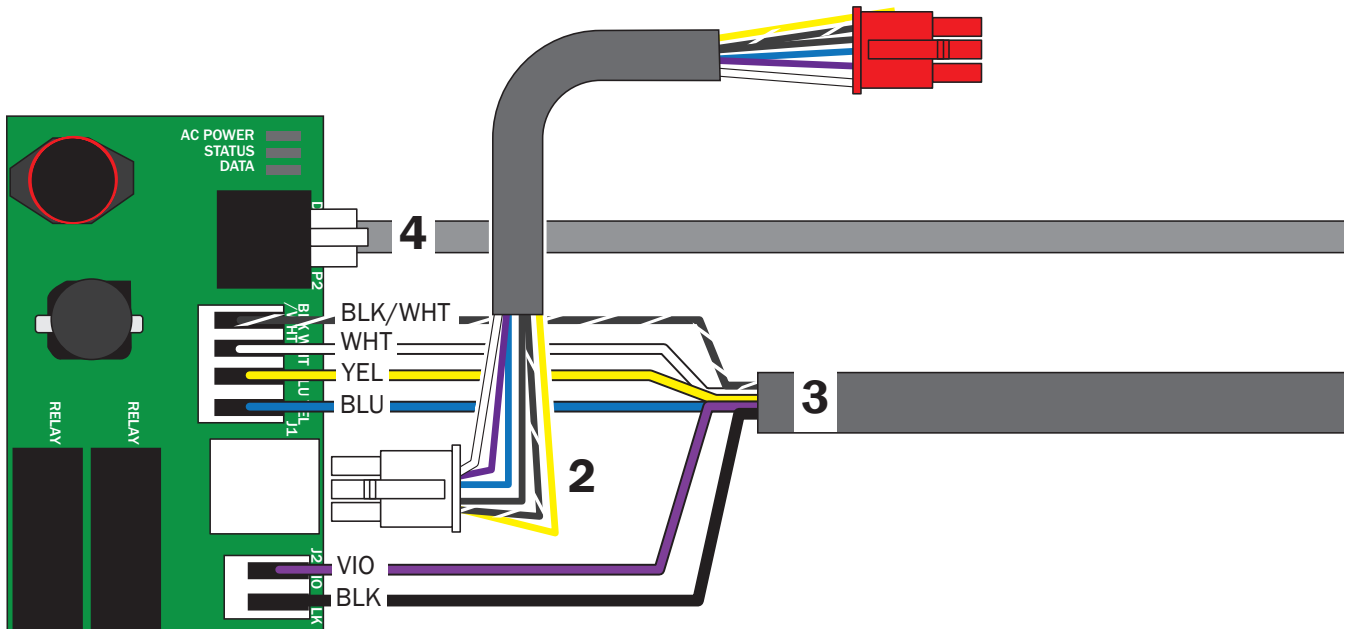 AC POWER
STATUS
DATA
4
P2
BLK/WHT
WHT
YEL
BLU
J1
RELAY
RELAY
3
2
J2
VIO
BLK